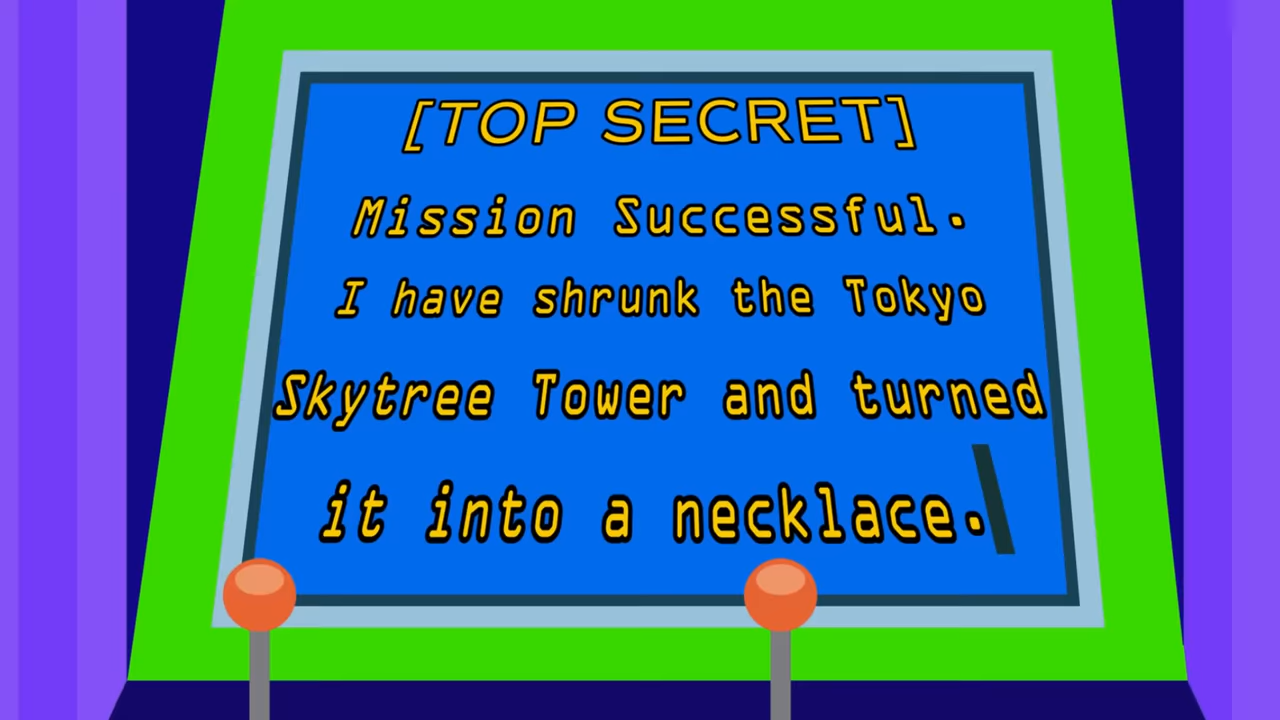 [TOP SECRET]
Mission Successful.
I have shrunk the Tokyo
Skytree Tower and turned
it into a necklace.